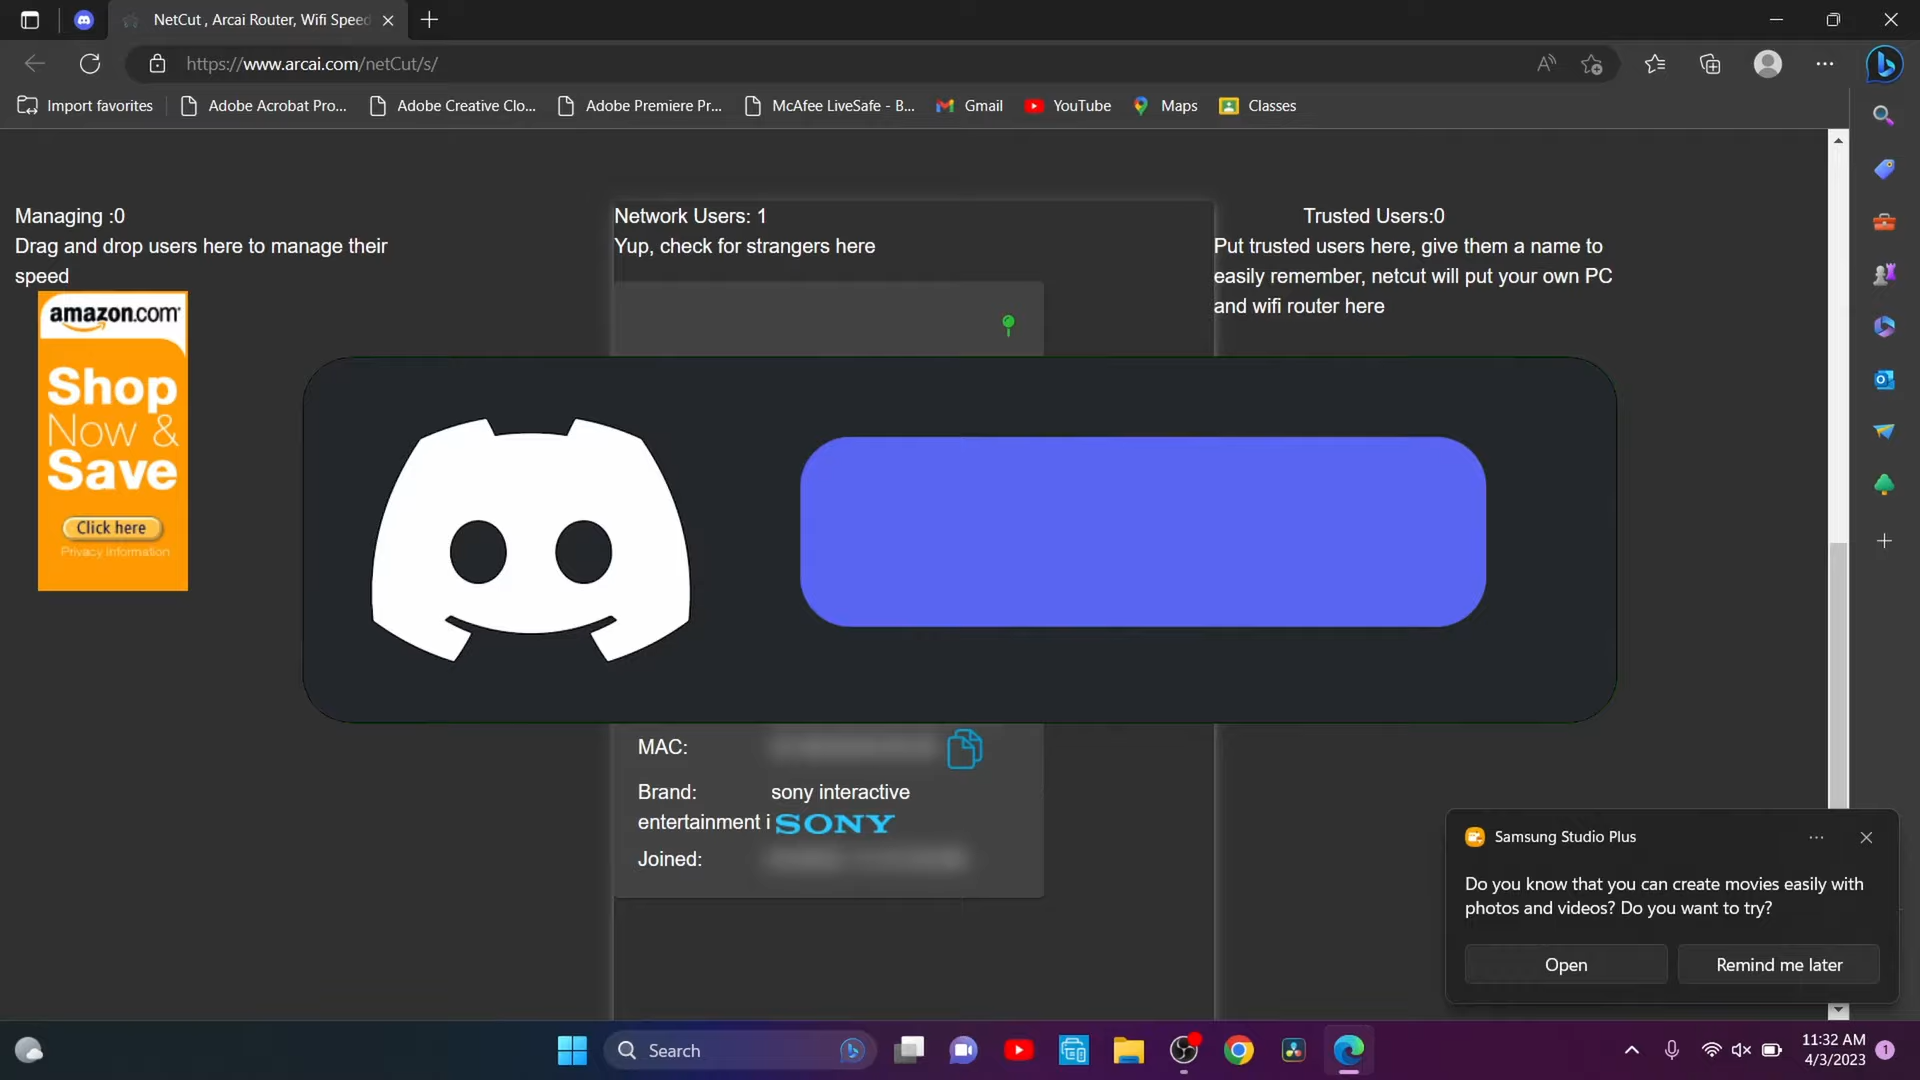 NetCut , Arcai Router, Wifi Speed
https://www.arcai.com/netCut/s/
Import favorites
Adobe Acrobat Pro...
Adobe Creative Clo...
Adobe Premiere Pr...
McAfee LiveSafe - B...
Gmail
YouTube
Maps
Classes
Managing :0
Drag and drop users here to manage their
speed
amazon.com
Shop
Now &
Save
Click here
Privacy Information
Network Users: 1
Yup, check for strangers here
Trusted Users:0
Put trusted users here, give them a name to
easily remember, netcut will put your own PC
and wifi router here
MAC:
Brand: sony interactive
entertainment i SONY
Joined:
Samsung Studio Plus
Do you know that you can create movies easily with
photos and videos? Do you want to try?
Open
Remind me later
Search
11:32 AM
4/3/2023
1